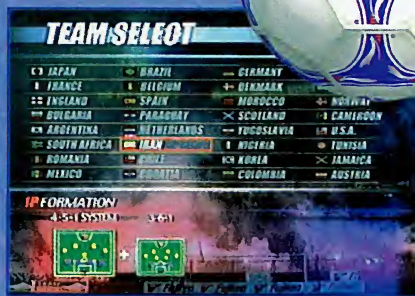 TEAM SELECT
JAPAN BRAZIL GERMANY
FRANCE BELGIUM DENMARK
ENGLAND SPAIN MOROCCO NORWAY
BULGARIA PARAGUAY SCOTLAND CAMEROON
ARGENTINA NETHERLANDS YUGOSLAVIA U.S.A.
SOUTH AFRICA IRAN NIGERIA TUNISIA
ROMANIA CHILE KOREA JAMAICA
MEXICO CROATIA COLOMBIA AUSTRIA
1P FORMATION
4-5-1 SYSTEM 3-6-1
+